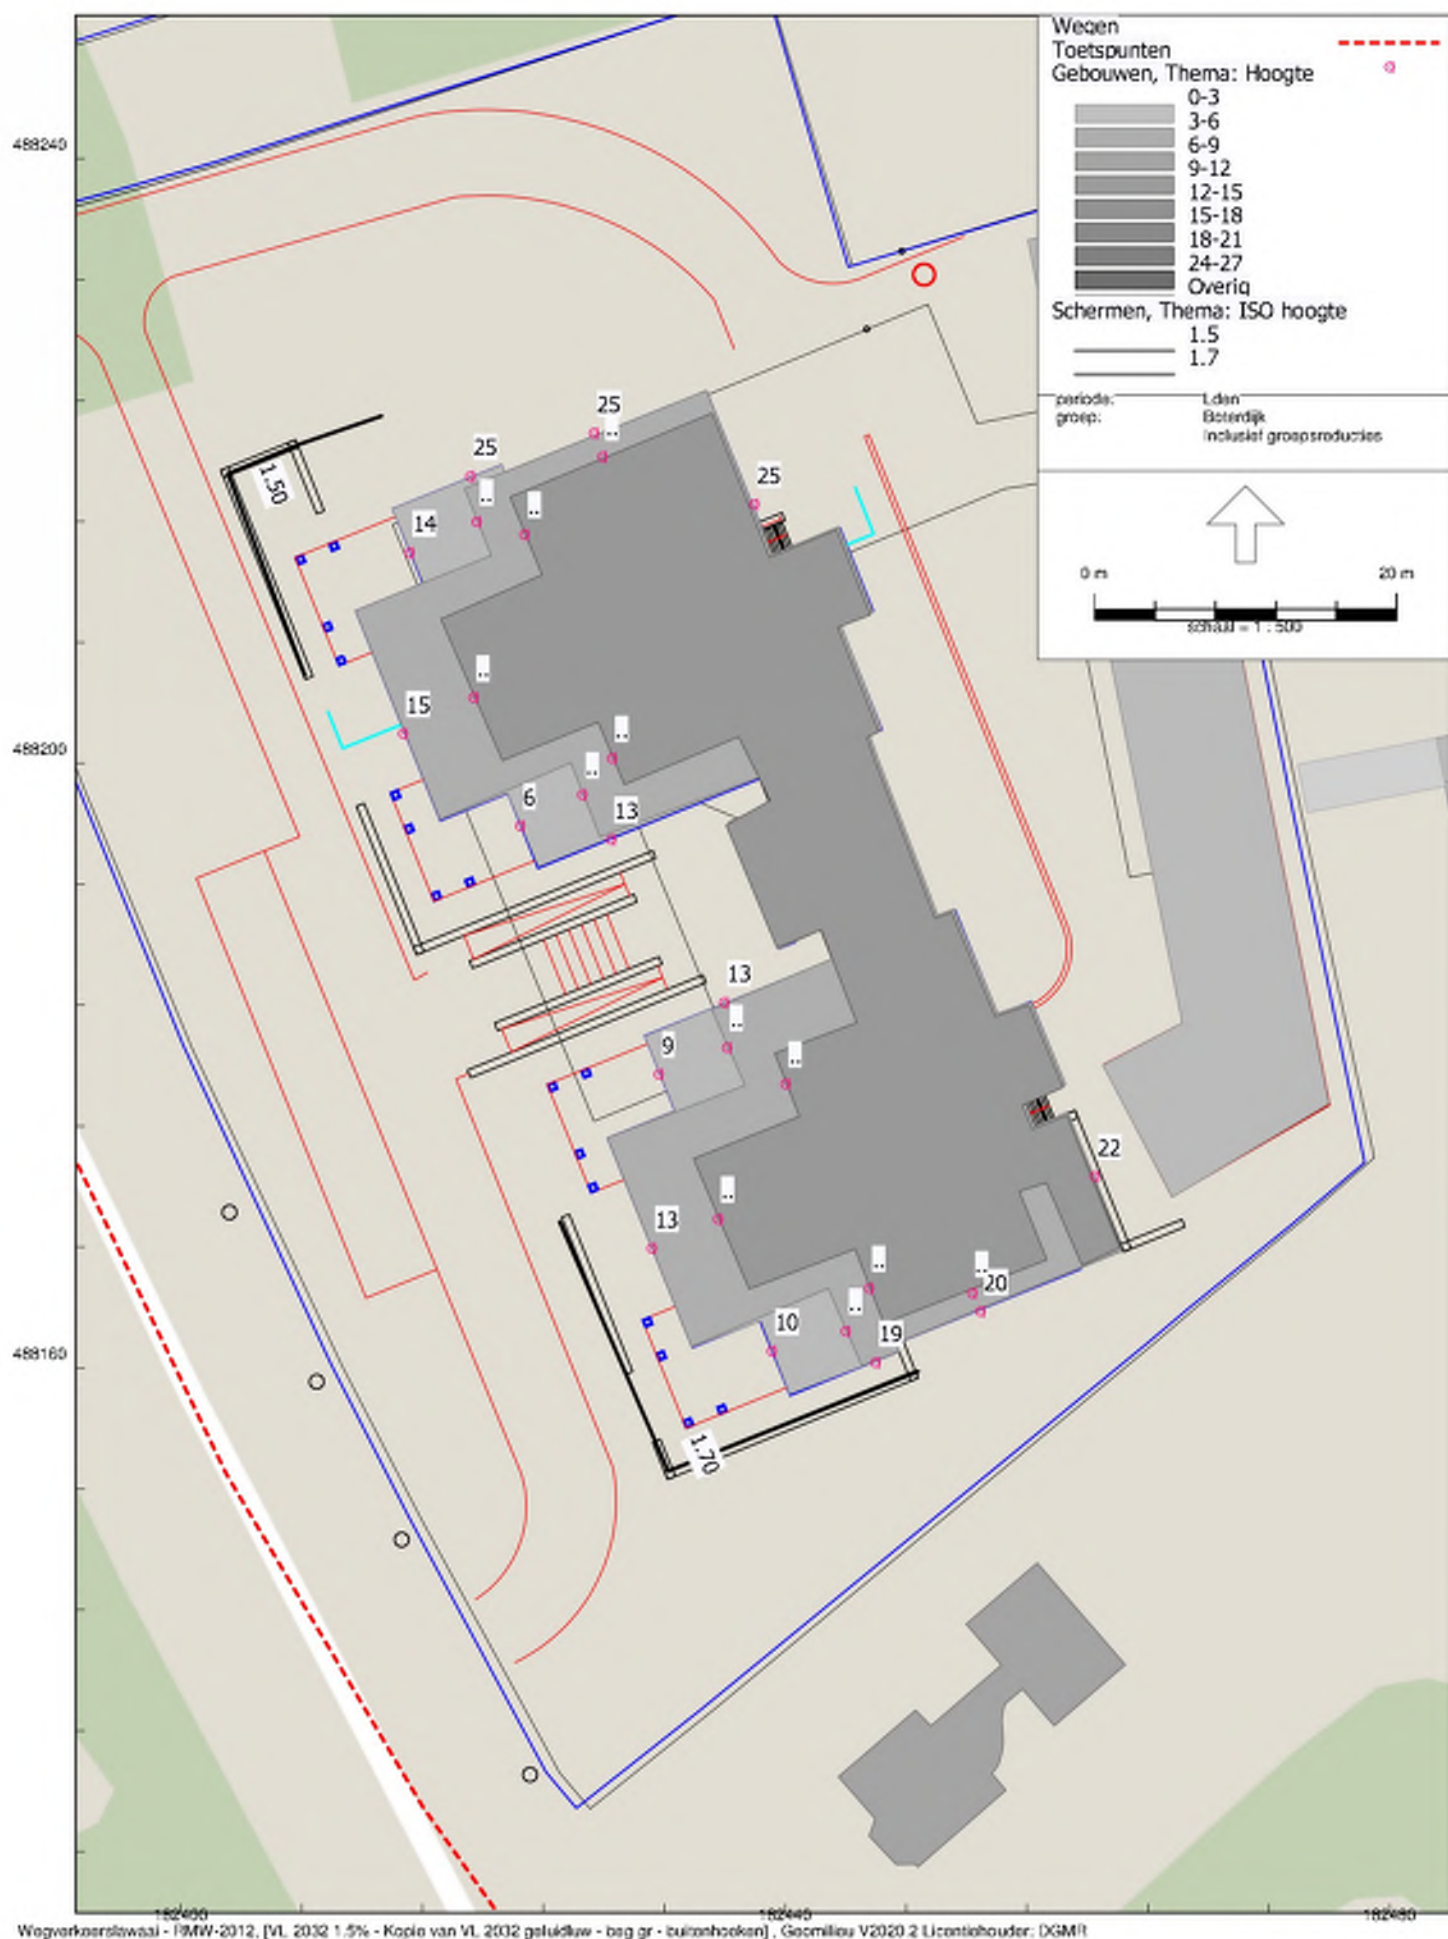 Wegen
Toetspunten
Gebouwen, Thema: Hoogte
0-3
3-6
6-9
9-12
12-15
15-18
18-21
24-27
Overig
Schermen, Thema: ISO hoogte
1.5
1.7
periode: Lden
groep: Boterdijk
Inclusief groepsreducties
0 m 20 m
schaal = 1 : 500
488240
25
25
25
1.50
14
15
488200
6
13
13
9
22
13
20
10
19
488160
1.70
182400 182440 182480
Wegverkeerslawaai - RMW-2012, [VL 2032 1.5% - Kopie van VL 2032 geluidluw - beg gr - buitenhoeken] , Geomilieu V2020.2 Licentiehouder: DGMR